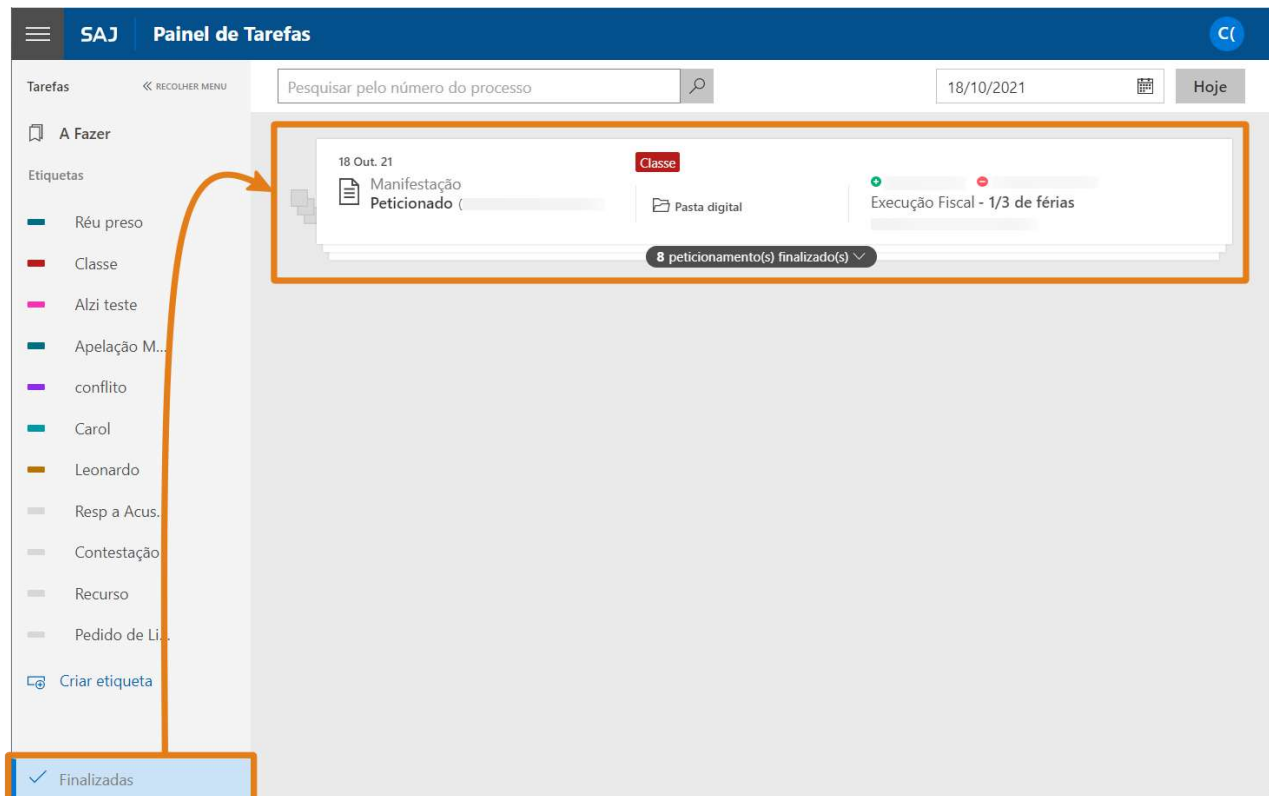 SAJ Painel de Tarefas C(
Tarefas RECOLHER MENU
Pesquisar pelo número do processo
18/10/2021 Hoje
A Fazer
Etiquetas
Réu preso
Classe
Alzi teste
Apelação M...
conflito
Carol
Leonardo
Resp a Acus.
Contestação
Recurso
Pedido de Li..
Criar etiqueta
Finalizadas
18 Out. 21
Manifestação
Peticionado (
Classe
Pasta digital
Execução Fiscal - 1/3 de férias
8 peticionamento(s) finalizado(s)